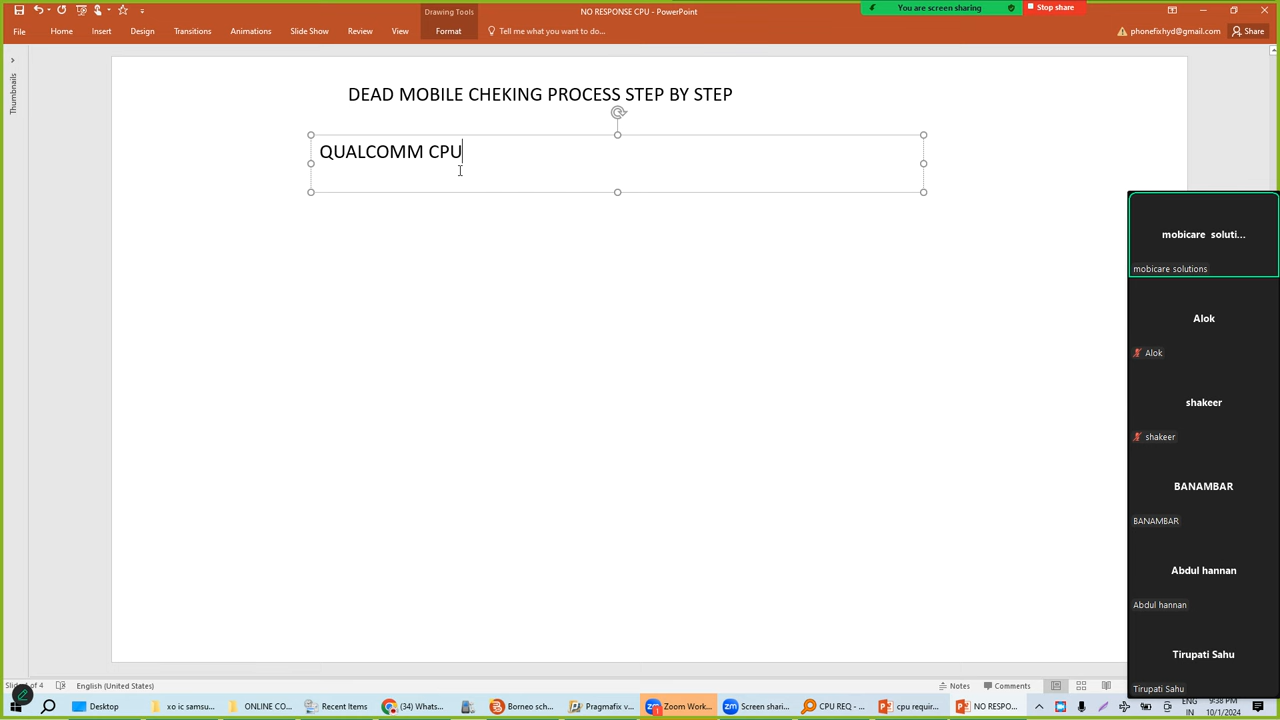 Drawing Tools
NO RESPONSE CPU - PowerPoint
You are screen sharing
Stop share
File
Home
Insert
Design
Transitions
Animations
Slide Show
Review
View
Format
Tell me what you want to do...
phonefixhyd@gmail.com
Share
Thumbnails
DEAD MOBILE CHEKING PROCESS STEP BY STEP
QUALCOMM CPU
mobicare soluti...
mobicare solutions
Alok
Alok
shakeer
shakeer
BANAMBAR
BANAMBAR
Abdul hannan
Abdul hannan
Tirupati Sahu
Tirupati Sahu
of 4
English (United States)
Notes
Comments
Desktop
xo ic samsu...
ONLINE CO...
Recent Items
(34) Whats...
Borneo sch...
Pragmafix v...
Zoom Work...
Screen shari...
CPU REQ - ...
cpu requir...
NO RESPO...
ENG
IN
9:38 PM
10/1/2024